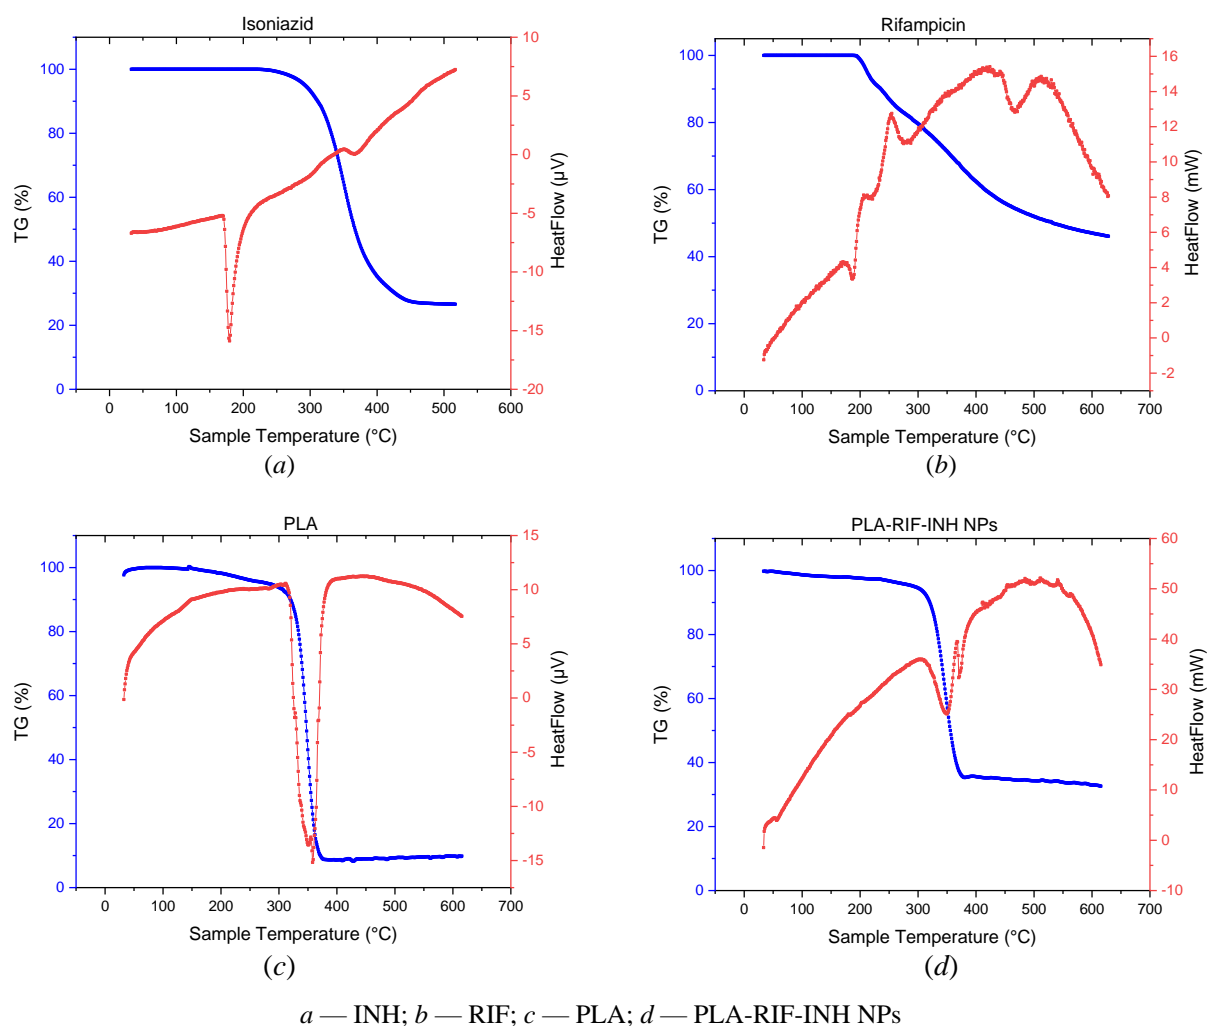 Isoniazid
TG (%)
100
80
60
40
20
0
10
5
0
-5
-10
-15
-20
HeatFlow (µV)
0 100 200 300 400 500 600
Sample Temperature (°C)
(a)
Rifampicin
TG (%)
100
80
60
40
20
0
16
14
12
10
8
6
4
2
0
-2
HeatFlow (mW)
0 100 200 300 400 500 600 700
Sample Temperature (°C)
(b)
PLA
TG (%)
100
80
60
40
20
0
15
10
5
0
-5
-10
-15
HeatFlow (µV)
0 100 200 300 400 500 600 700
Sample Temperature (°C)
(c)
PLA-RIF-INH NPs
TG (%)
100
80
60
40
20
0
60
50
40
30
20
10
0
-10
HeatFlow (mW)
0 100 200 300 400 500 600 700
Sample Temperature (°C)
(d)
a — INH; b — RIF; c — PLA; d — PLA-RIF-INH NPs